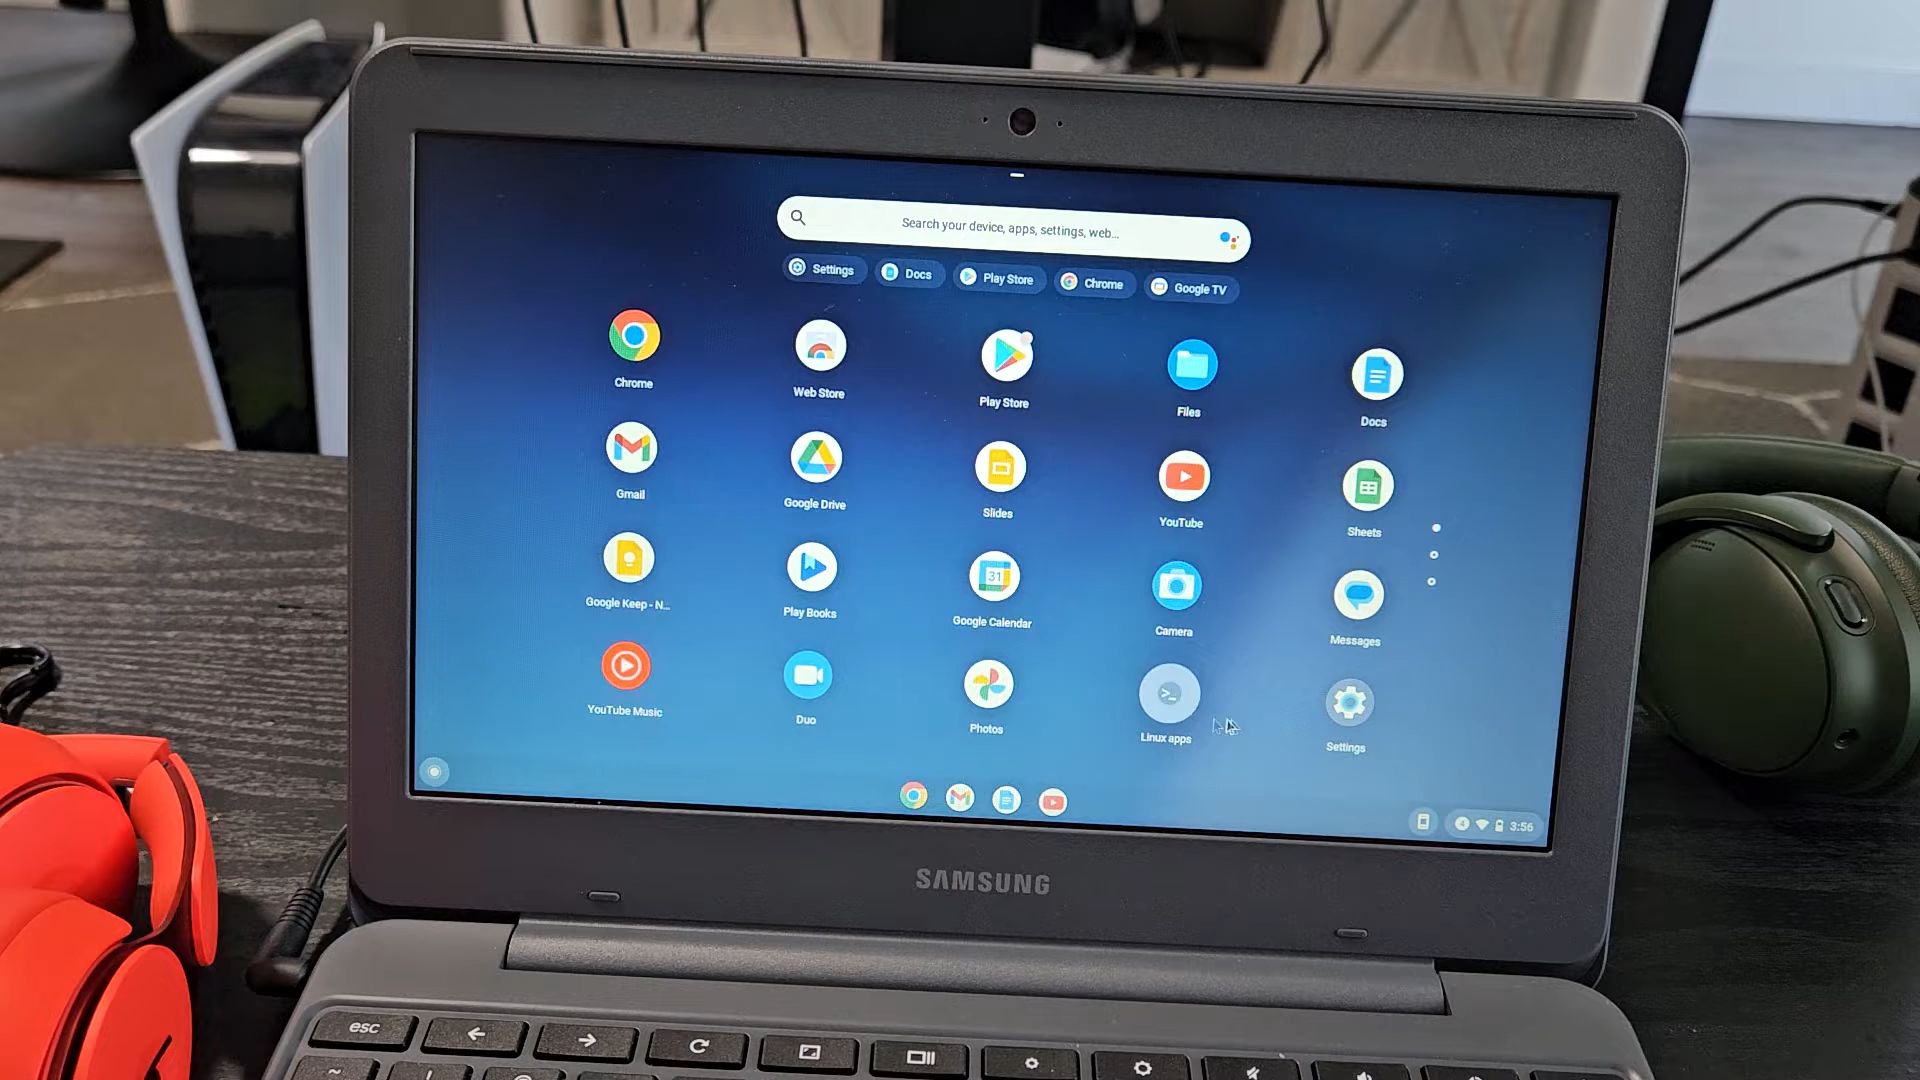 Search your device, apps, settings, web...
Settings Docs Play Store Chrome Google TV
Chrome Web Store Play Store Files Docs
Gmail Google Drive Slides YouTube Sheets
31
Google Keep - N... Play Books Google Calendar Camera Messages
>_
YouTube Music Duo Photos Linux apps Settings
3:56
SAMSUNG
esc
~ !